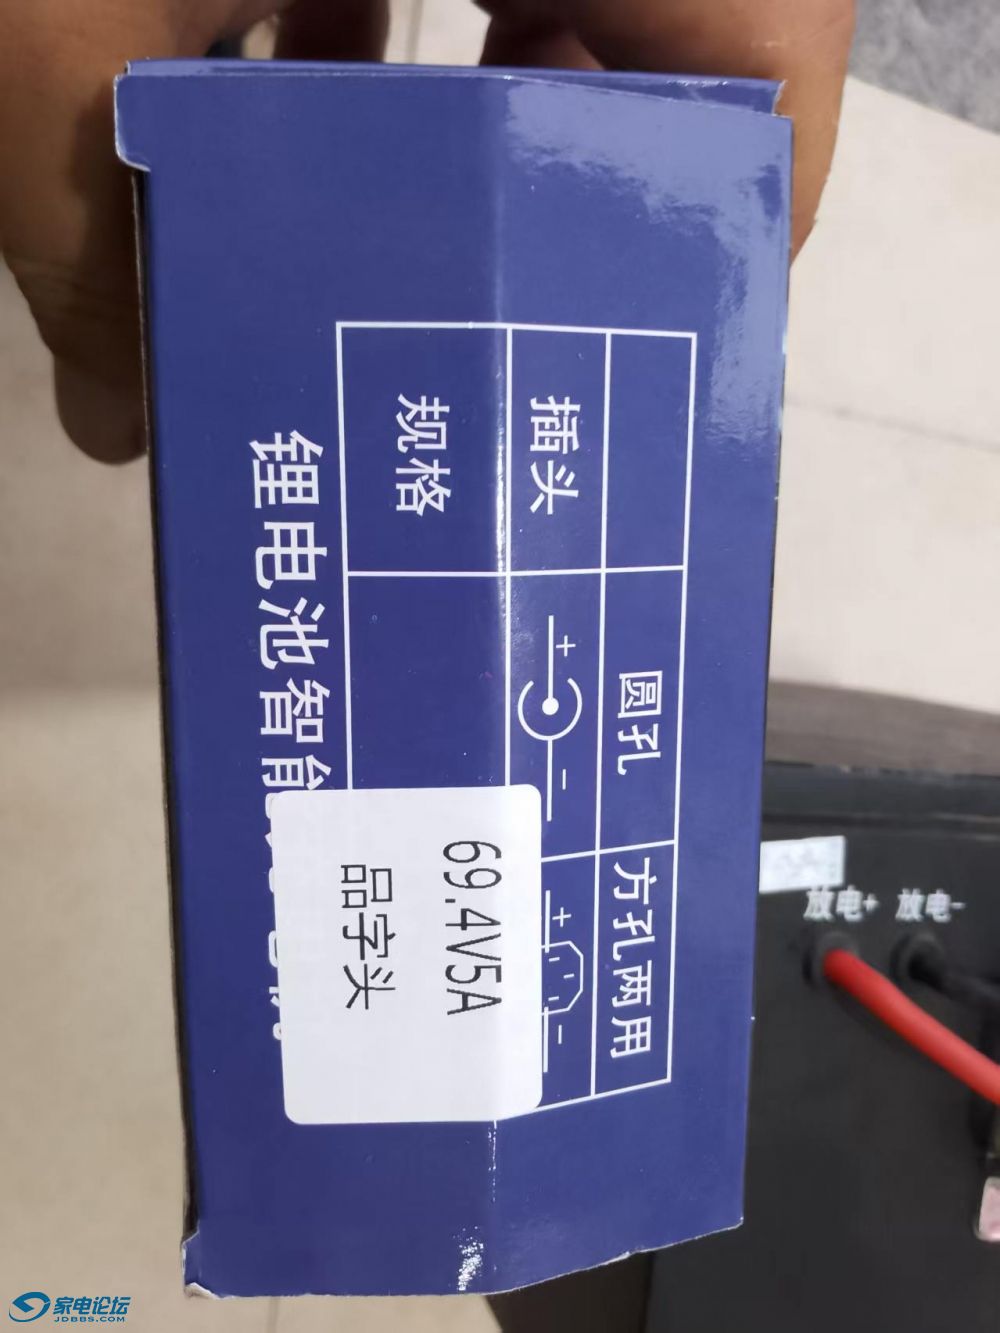 圆孔 方孔两用
插头 + - + -
规格
锂电池智能
69.4V5A
品字头
放电+ 放电-
家电论坛
JDBBS.COM